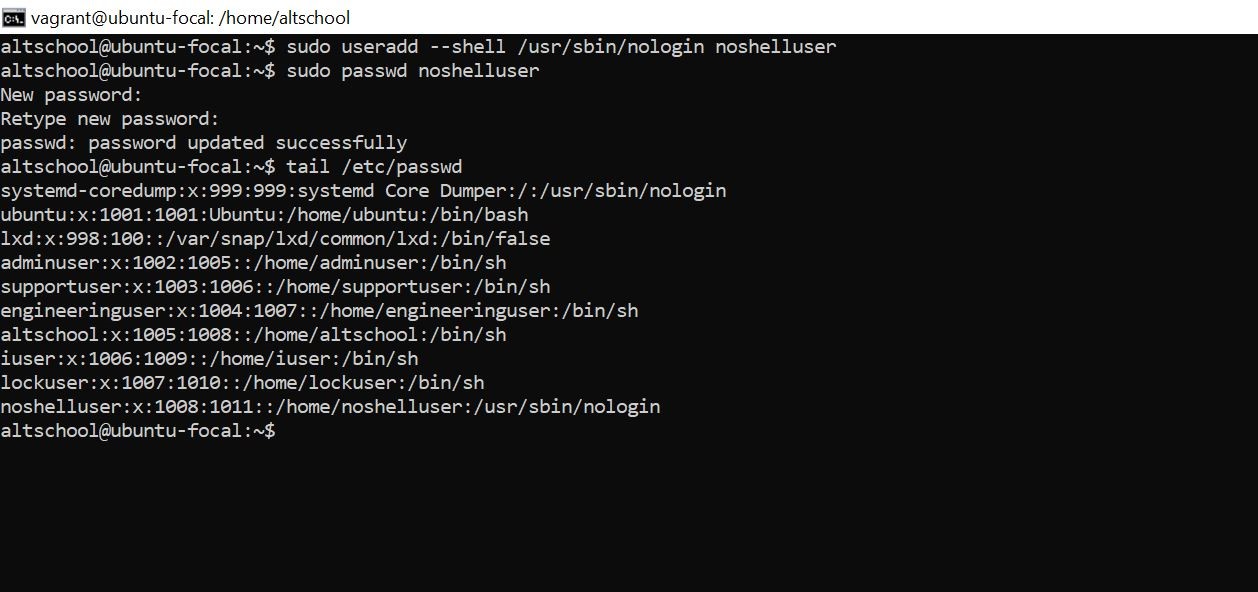 vagrant@ubuntu-focal: /home/altschool
altschool@ubuntu-focal:~$ sudo useradd --shell /usr/sbin/nologin noshelluser
altschool@ubuntu-focal:~$ sudo passwd noshelluser
New password:
Retype new password:
passwd: password updated successfully
altschool@ubuntu-focal:~$ tail /etc/passwd
systemd-coredump:x:999:999:systemd Core Dumper:/:/usr/sbin/nologin
ubuntu:x:1001:1001:Ubuntu:/home/ubuntu:/bin/bash
lxd:x:998:100::/var/snap/lxd/common/lxd:/bin/false
adminuser:x:1002:1005::/home/adminuser:/bin/sh
supportuser:x:1003:1006::/home/supportuser:/bin/sh
engineeringuser:x:1004:1007::/home/engineeringuser:/bin/sh
altschool:x:1005:1008::/home/altschool:/bin/sh
iuser:x:1006:1009::/home/iuser:/bin/sh
lockuser:x:1007:1010::/home/lockuser:/bin/sh
noshelluser:x:1008:1011::/home/noshelluser:/usr/sbin/nologin
altschool@ubuntu-focal:~$